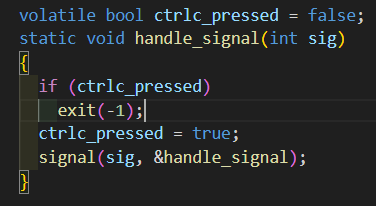 volatile bool ctrlc_pressed = false;
static void handle_signal(int sig)
{
  if (ctrlc_pressed)
    exit(-1);
  ctrlc_pressed = true;
  signal(sig, &handle_signal);
}